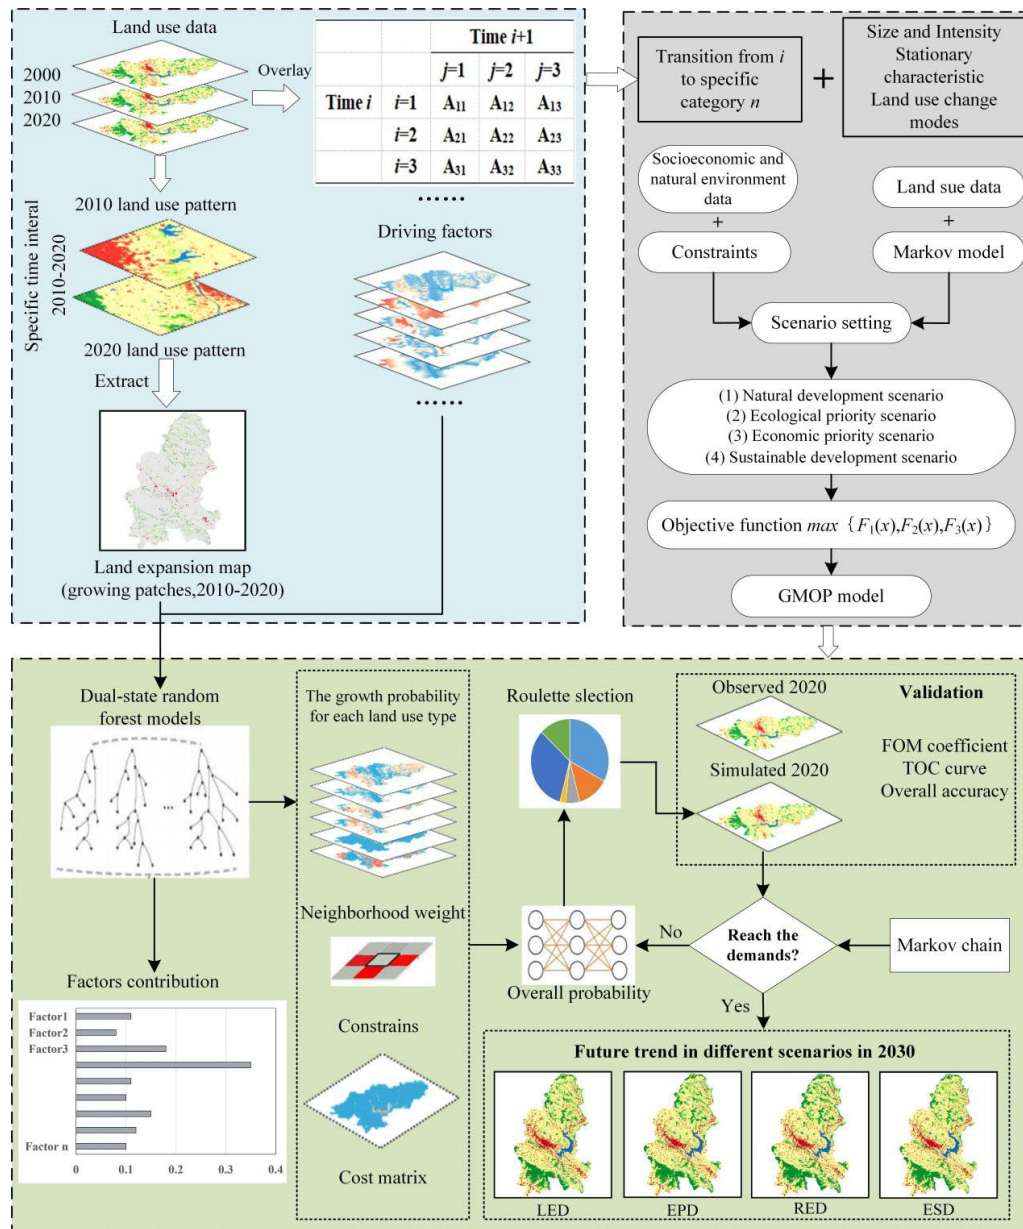 Land use data
2000
2010
2020
Overlay
Time i+1
j=1 j=2 j=3
Time i i=1 A11 A12 A13
i=2 A21 A22 A23
i=3 A31 A32 A33
......
2010 land use pattern
Specific time interal
2010-2020
2020 land use pattern
Extract
Driving factors
......
Land expansion map
(growing patches,2010-2020)
Transition from i
to specific
category n
+
Size and Intensity
Stationary
characteristic
Land use change
modes
Socioeconomic and
natural environment
data
+
Constraints
Land sue data
+
Markov model
Scenario setting
(1) Natural development scenario
(2) Ecological priority scenario
(3) Economic priority scenario
(4) Sustainable development scenario
Objective function max {F1(x),F2(x),F3(x)}
GMOP model
Dual-state random
forest models
...
Factors contribution
Factor1
Factor2
Factor3
Factor n
0 0.1 0.2 0.3 0.4
The growth probability
for each land use type
Neighborhood weight
Constrains
Cost matrix
Roulette slection
Overall probability
Observed 2020
Simulated 2020
Validation
FOM coefficient
TOC curve
Overall accuracy
No
Reach the
demands?
Markov chain
Yes
Future trend in different scenarios in 2030
LED EPD RED ESD